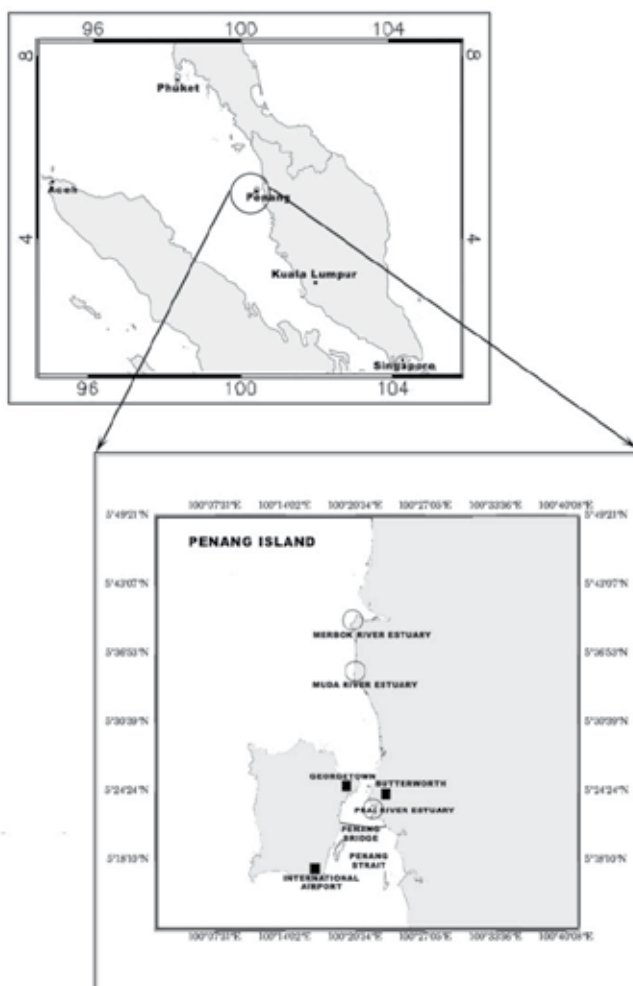 96 100 104
8 8
Phuket
Aceh
Penang
4 4
Kuala Lumpur
Singapore
96 100 104
100°07'31"E 100°14'02"E 100°20'34"E 100°27'05"E 100°33'36"E 100°40'08"E
5°49'21"N 5°49'21"N
PENANG ISLAND
5°43'07"N 5°43'07"N
MERBOK RIVER ESTUARY
5°36'53"N 5°36'53"N
MUDA RIVER ESTUARY
5°30'39"N 5°30'39"N
GEORGETOWN
BUTTERWORTH
5°24'24"N 5°24'24"N
PRAI RIVER ESTUARY
PENANG
BRIDGE
PENANG
STRAIT
5°18'10"N 5°18'10"N
INTERNATIONAL
AIRPORT
100°07'31"E 100°14'02"E 100°20'34"E 100°27'05"E 100°33'36"E 100°40'08"E